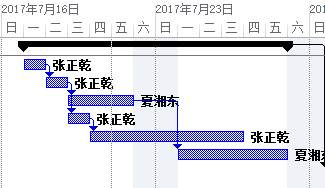 2017年7月16日 2017年7月23日 201
日 一 二 三 四 五 六 日 一 二 三 四 五 六 日
张正乾
张正乾
夏湘东
张正乾
张正乾
夏湘东